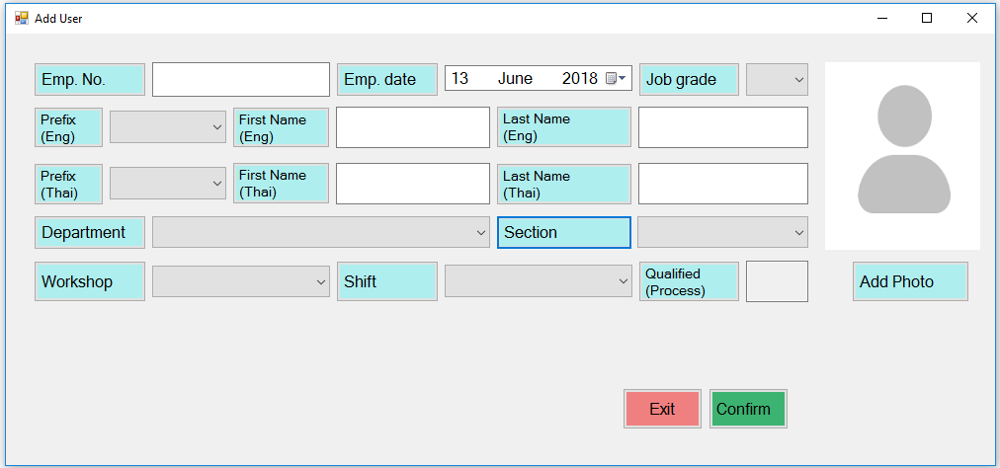 Add User
Emp. No.
Emp. date
13 June 2018
Job grade
Prefix
(Eng)
First Name
(Eng)
Last Name
(Eng)
Prefix
(Thai)
First Name
(Thai)
Last Name
(Thai)
Department
Section
Workshop
Shift
Qualified
(Process)
Add Photo
Exit
Confirm